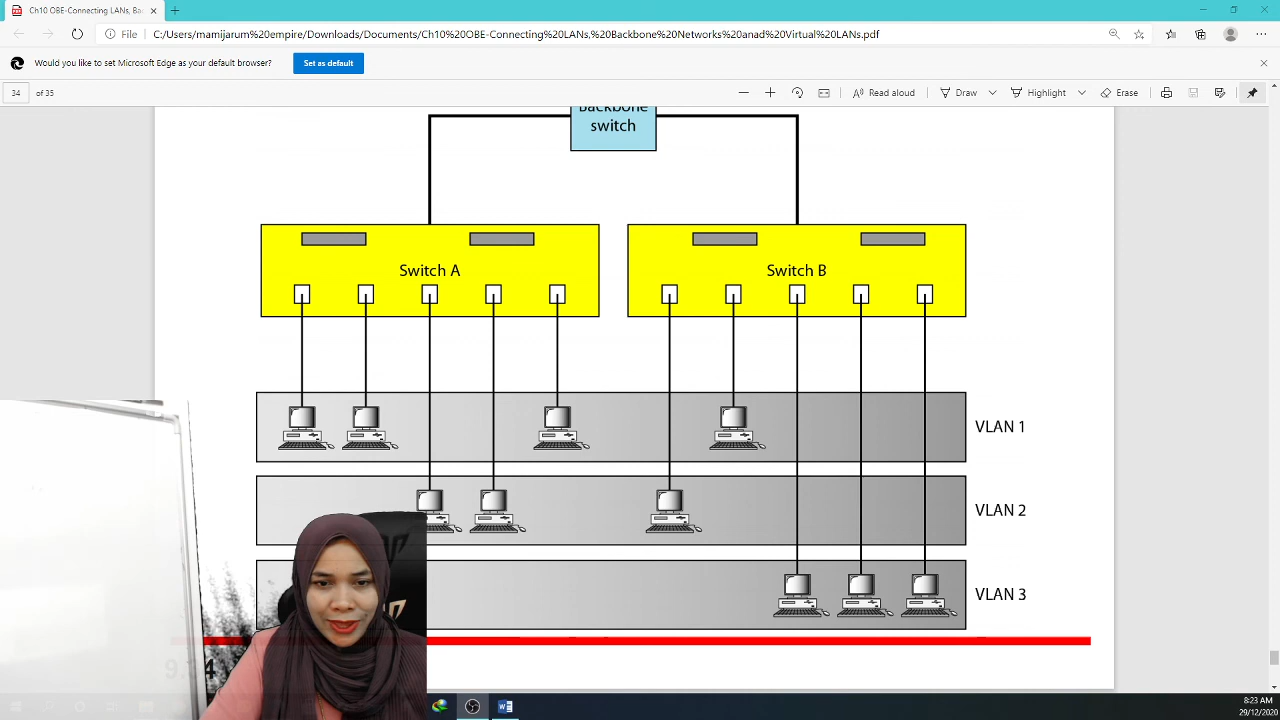 Ch10 OBE-Connecting LANs, Ba
File
C:/Users/mamijarum%20empire/Downloads/Documents/Ch10%20OBE-Connecting%20LANs,%20Backbone%20Networks%20anad%20Virtual%20LANs.pdf
Would you like to set Microsoft Edge as your default browser?
Set as default
34 of 35
Read aloud
Draw
Highlight
Erase
Backbone
switch
Switch A
Switch B
VLAN 1
VLAN 2
VLAN 3
8:23 AM
29/12/2020